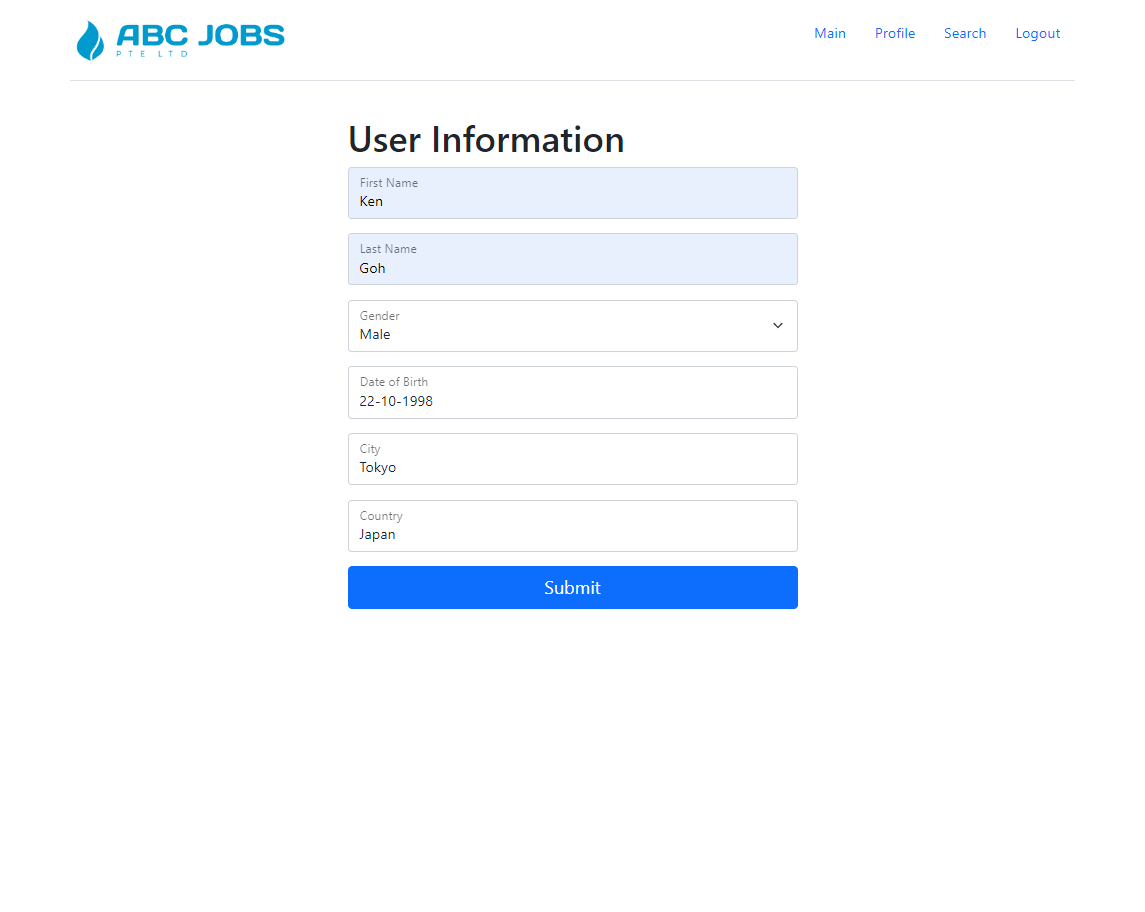 ABC JOBS
PTE LTD
Main Profile Search Logout
User Information
First Name
Ken
Last Name
Goh
Gender
Male
Date of Birth
22-10-1998
City
Tokyo
Country
Japan
Submit